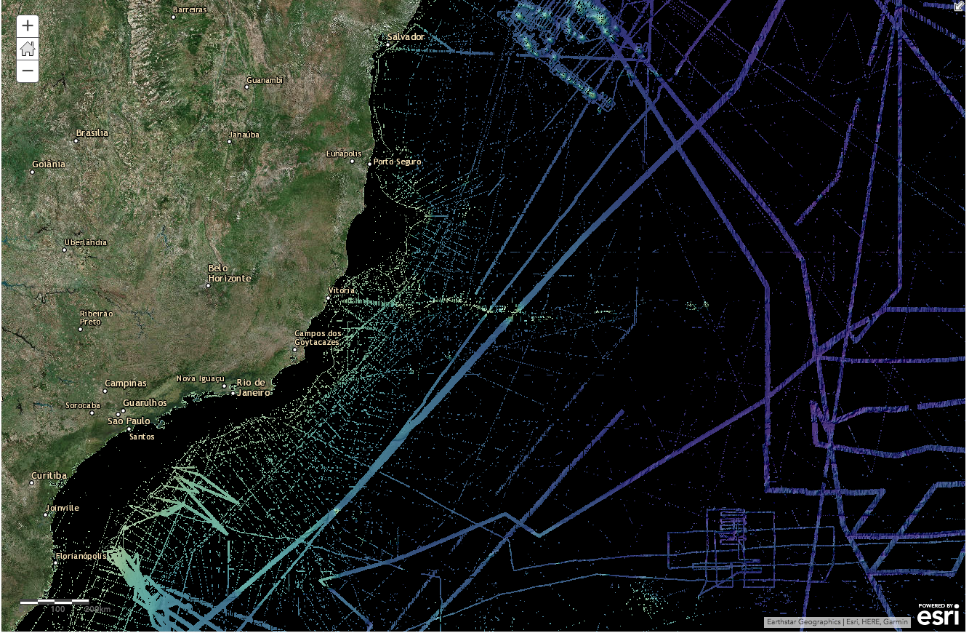 Barreiras
Salvador
+
−
Guanambi
Brasília
Janaúba
Goiânia
Eunápolis
Porto Seguro
Uberlândia
Belo
Horizonte
Vitória
Ribeirão
Preto
Campos dos
Goytacazes
Nova Iguaçu
Rio de
Janeiro
Campinas
Sorocaba
Guarulhos
São Paulo
Santos
Curitiba
Joinville
Florianópolis
100
200km
POWERED BY
esri
Earthstar Geographics | Esri, HERE, Garmin